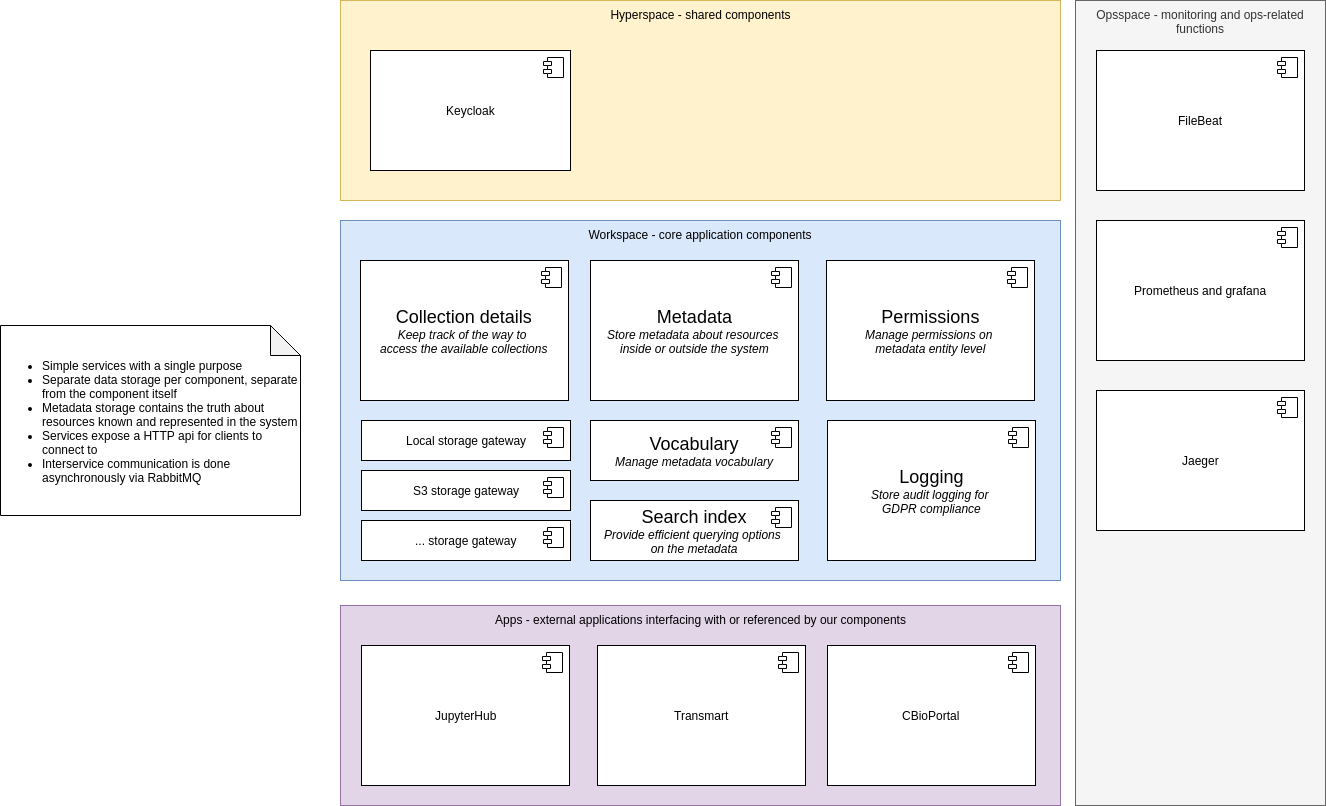 Hyperspace - shared components
Keycloak
Opsspace - monitoring and ops-related
functions
FileBeat
Prometheus and grafana
Jaeger
Workspace - core application components
Collection details
Keep track of the way to
access the available collections
Metadata
Store metadata about resources
inside or outside the system
Permissions
Manage permissions on
metadata entity level
Local storage gateway
S3 storage gateway
... storage gateway
Vocabulary
Manage metadata vocabulary
Search index
Provide efficient querying options
on the metadata
Logging
Store audit logging for
GDPR compliance
• Simple services with a single purpose
• Separate data storage per component, separate
from the component itself
• Metadata storage contains the truth about
resources known and represented in the system
• Services expose a HTTP api for clients to
connect to
• Interservice communication is done
asynchronously via RabbitMQ
Apps - external applications interfacing with or referenced by our components
JupyterHub
Transmart
CBioPortal